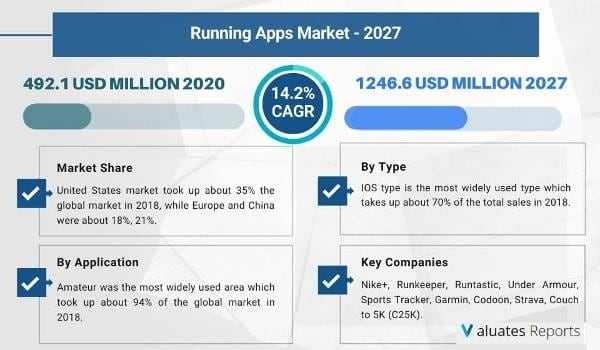 Running Apps Market - 2027
492.1 USD MILLION 2020
14.2%
CAGR
1246.6 USD MILLION 2027
Market Share
United States market took up about 35% the
global market in 2018, while Europe and China
were about 18%, 21%.
By Type
IOS type is the most widely used type which
takes up about 70% of the total sales in 2018.
By Application
Amateur was the most widely used area which
took up about 94% of the global market in
2018.
Key Companies
Nike+, Runkeeper, Runtastic, Under Armour,
Sports Tracker, Garmin, Codoon, Strava, Couch
to 5K (C25K).
Valuates Reports